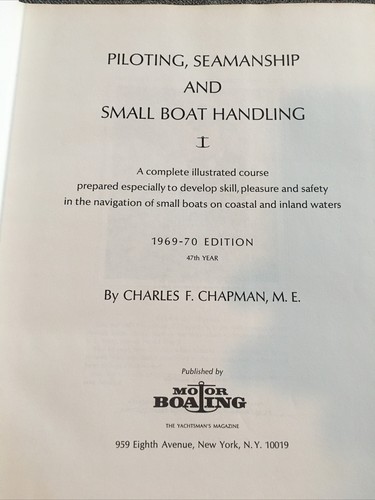 PILOTING, SEAMANSHIP
AND
SMALL BOAT HANDLING
A complete illustrated course
prepared especially to develop skill, pleasure and safety
in the navigation of small boats on coastal and inland waters
1969-70 EDITION
47th YEAR
By CHARLES F. CHAPMAN, M. E.
Published by
MOTOR
BOATING
THE YACHTSMAN'S MAGAZINE
959 Eighth Avenue, New York, N. Y. 10019